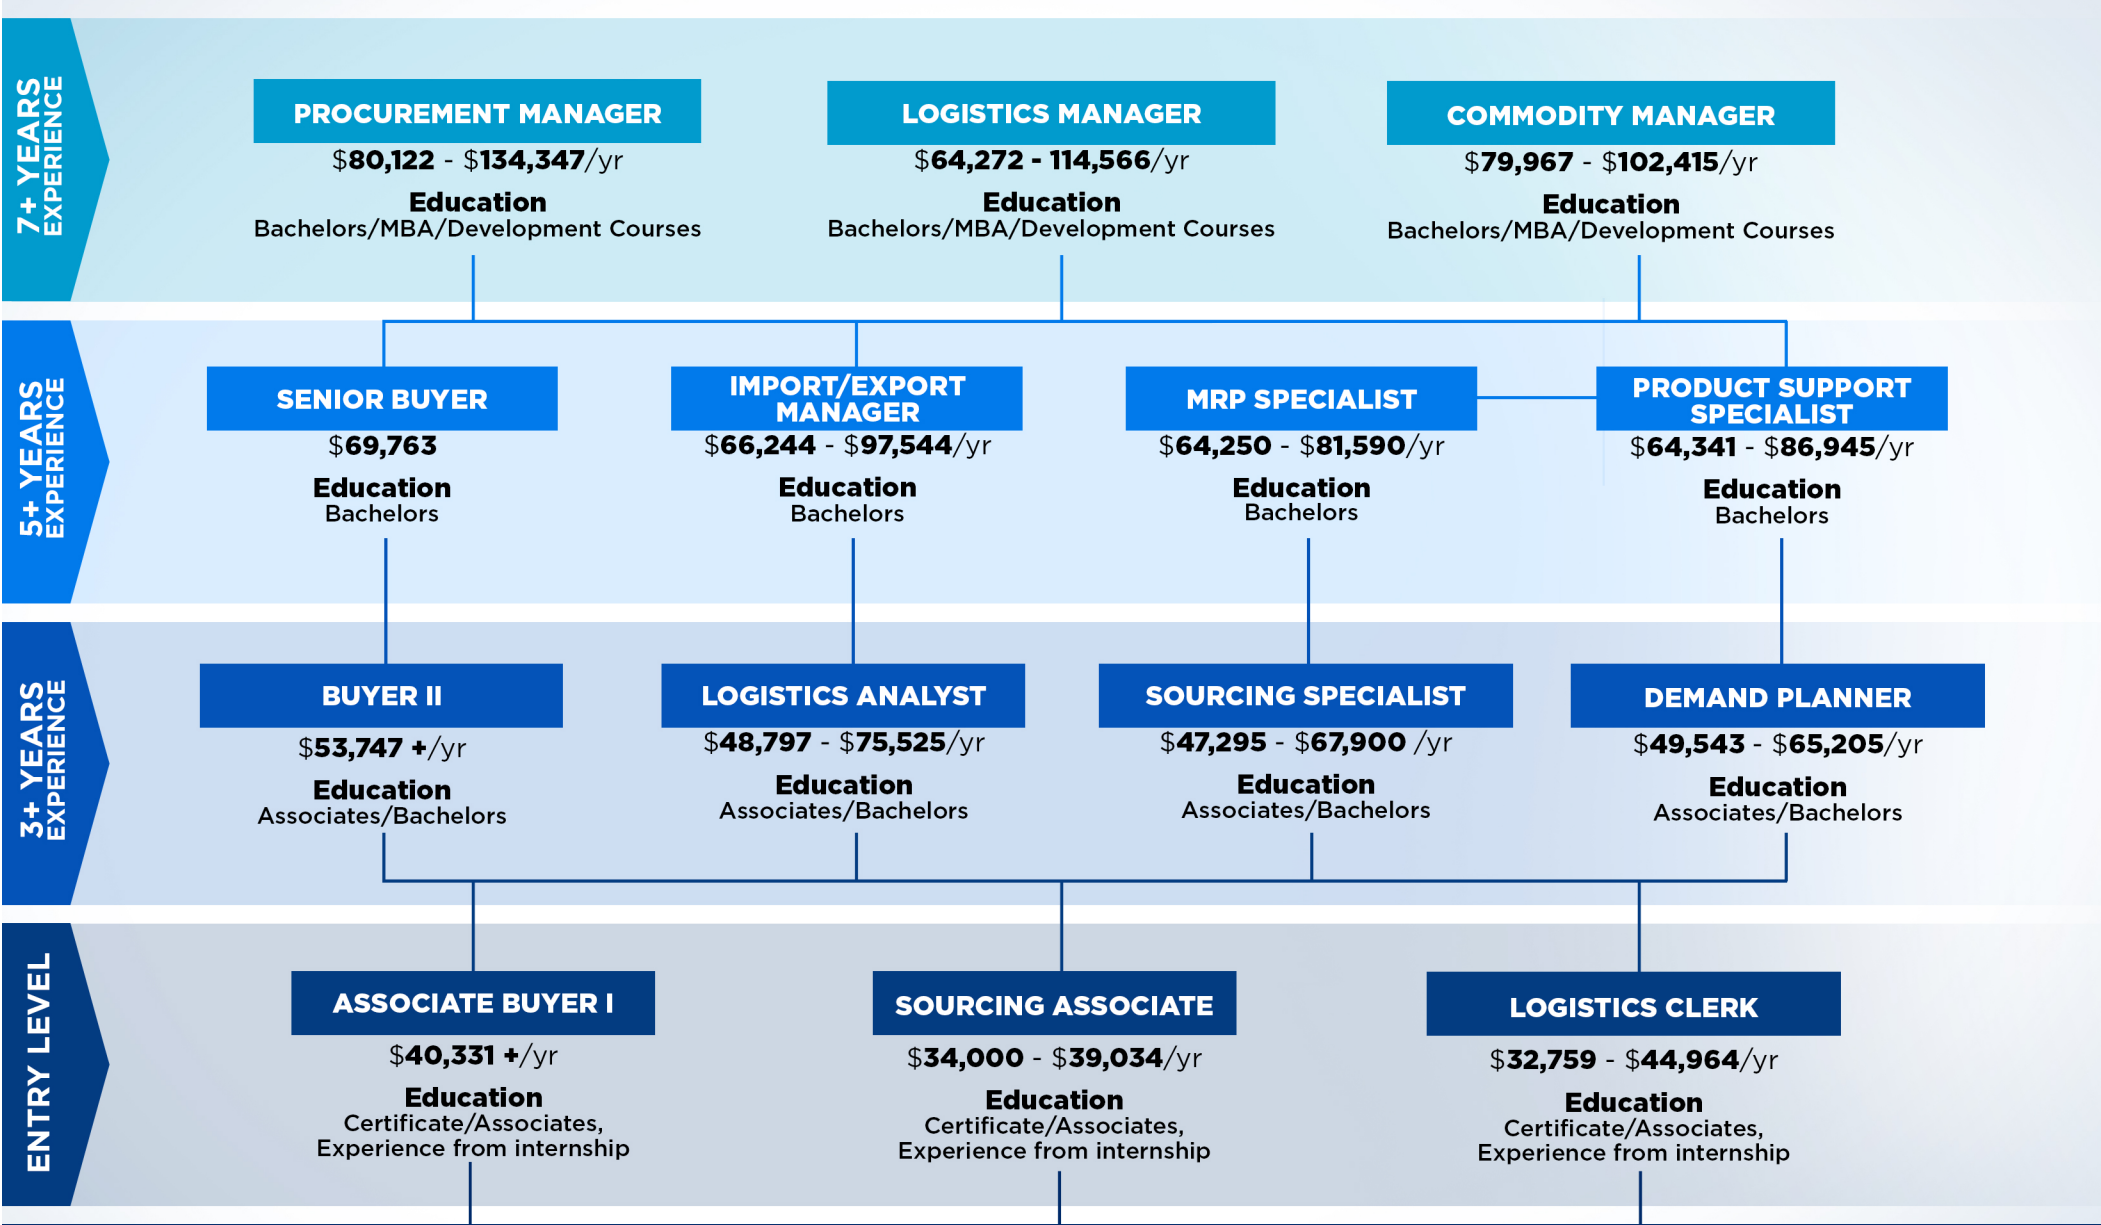 7+ YEARS
EXPERIENCE
PROCUREMENT MANAGER
$80,122 - $134,347/yr
Education
Bachelors/MBA/Development Courses
LOGISTICS MANAGER
$64,272 - 114,566/yr
Education
Bachelors/MBA/Development Courses
COMMODITY MANAGER
$79,967 - $102,415/yr
Education
Bachelors/MBA/Development Courses
5+ YEARS
EXPERIENCE
SENIOR BUYER
$69,763
Education
Bachelors
IMPORT/EXPORT
MANAGER
$66,244 - $97,544/yr
Education
Bachelors
MRP SPECIALIST
$64,250 - $81,590/yr
Education
Bachelors
PRODUCT SUPPORT
SPECIALIST
$64,341 - $86,945/yr
Education
Bachelors
3+ YEARS
EXPERIENCE
BUYER II
$53,747 +/yr
Education
Associates/Bachelors
LOGISTICS ANALYST
$48,797 - $75,525/yr
Education
Associates/Bachelors
SOURCING SPECIALIST
$47,295 - $67,900 /yr
Education
Associates/Bachelors
DEMAND PLANNER
$49,543 - $65,205/yr
Education
Associates/Bachelors
ENTRY LEVEL
ASSOCIATE BUYER I
$40,331 +/yr
Education
Certificate/Associates,
Experience from internship
SOURCING ASSOCIATE
$34,000 - $39,034/yr
Education
Certificate/Associates,
Experience from internship
LOGISTICS CLERK
$32,759 - $44,964/yr
Education
Certificate/Associates,
Experience from internship